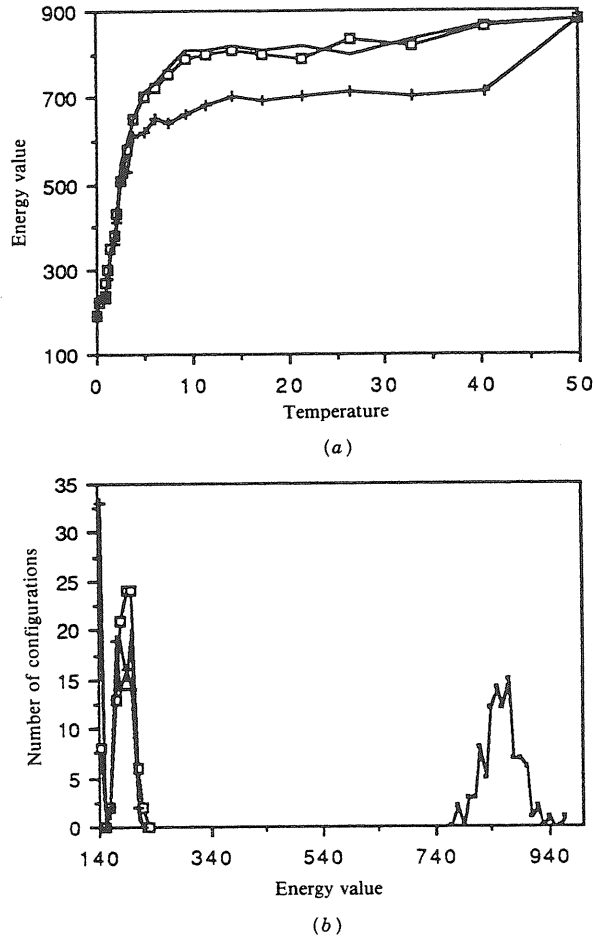 900
700
500
300
100
Energy value
0 10 20 30 40 50
Temperature
(a)
35
30
25
20
15
10
5
0
Number of configurations
140 340 540 740 940
Energy value
(b)